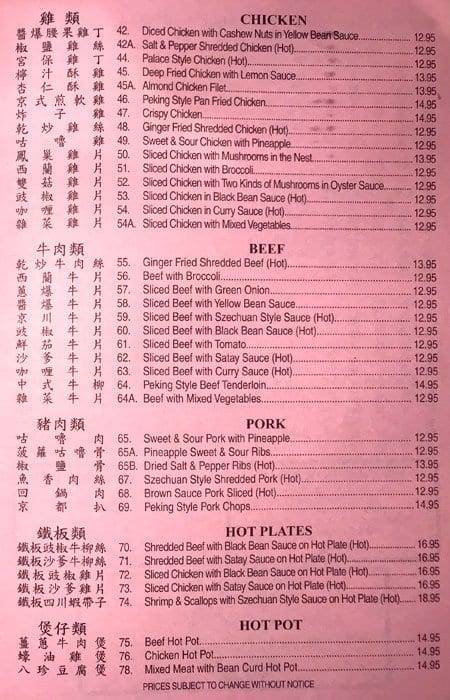 雞類 CHICKEN
醬爆腰果雞丁 42. Diced Chicken with Cashew Nuts in Yellow Bean Sauce 12.95
椒鹽雞絲 42A. Salt & Pepper Shredded Chicken (Hot) 12.95
宮保雞丁 44. Palace Style Chicken (Hot) 12.95
檸汁酥雞 45. Deep Fried Chicken with Lemon Sauce 13.95
杏仁酥雞 45A. Almond Chicken Filet 13.95
京式煎軟雞 46. Peking Style Pan Fried Chicken 14.95
炸子雞 47. Crispy Chicken 14.95
乾炒雞絲 48. Ginger Fried Shredded Chicken (Hot) 12.95
咕嚕雞 49. Sweet & Sour Chicken with Pineapple 12.95
鳳巢雞片 50. Sliced Chicken with Mushrooms in the Nest 13.95
西蘭雞片 51. Sliced Chicken with Broccoli 12.95
雙菇雞片 52. Sliced Chicken with Two Kinds of Mushrooms in Oyster Sauce 12.95
豉椒雞片 53. Sliced Chicken in Black Bean Sauce (Hot) 12.95
咖喱雞片 54. Sliced Chicken in Curry Sauce (Hot) 12.95
雜菜雞片 54A. Sliced Chicken with Mixed Vegetables 12.95
牛肉類 BEEF
乾炒牛肉絲 55. Ginger Fried Shredded Beef (Hot) 13.95
西蘭牛片 56. Beef with Broccoli 12.95
蔥爆牛片 57. Sliced Beef with Green Onion 12.95
醬爆牛片 58. Sliced Beef with Yellow Bean Sauce 12.95
京川牛片 59. Sliced Beef with Szechuan Style Sauce (Hot) 12.95
豉椒牛片 60. Sliced Beef with Black Bean Sauce (Hot) 12.95
鮮茄牛片 61. Sliced Beef with Tomato 12.95
沙爹牛片 62. Sliced Beef with Satay Sauce (Hot) 12.95
咖喱牛片 63. Sliced Beef with Curry Sauce (Hot) 12.95
中式牛柳 64. Peking Style Beef Tenderloin 14.95
雜菜牛片 64A. Beef with Mixed Vegetables 12.95
豬肉類 PORK
咕嚕肉 65. Sweet & Sour Pork with Pineapple 12.95
菠蘿咕嚕骨 65A. Pineapple Sweet & Sour Ribs 12.95
椒鹽骨 65B. Dried Salt & Pepper Ribs (Hot) 13.95
魚香肉絲 67. Szechuan Style Shredded Pork (Hot) 12.95
回鍋肉 68. Brown Sauce Pork Sliced (Hot) 12.95
京都扒 69. Peking Style Pork Chops 14.95
鐵板類 HOT PLATES
鐵板豉椒牛柳絲 70. Shredded Beef with Black Bean Sauce on Hot Plate (Hot) 16.95
鐵板沙爹牛柳絲 71. Shredded Beef with Satay Sauce on Hot Plate (Hot) 16.95
鐵板豉椒雞片 72. Sliced Chicken with Black Bean Sauce on Hot Plate (Hot) 16.95
鐵板沙爹雞片 73. Sliced Chicken with Satay Sauce on Hot Plate (Hot) 16.95
鐵板四川蝦帶子 74. Shrimp & Scallops with Szechuan Style Sauce on Hot Plate (Hot) 18.95
煲仔類 HOT POT
薑蔥牛肉煲 75. Beef Hot Pot 14.95
蠔油雞煲 76. Chicken Hot Pot 14.95
八珍豆腐煲 78. Mixed Meat with Bean Curd Hot Pot 14.95
PRICES SUBJECT TO CHANGE WITHOUT NOTICE